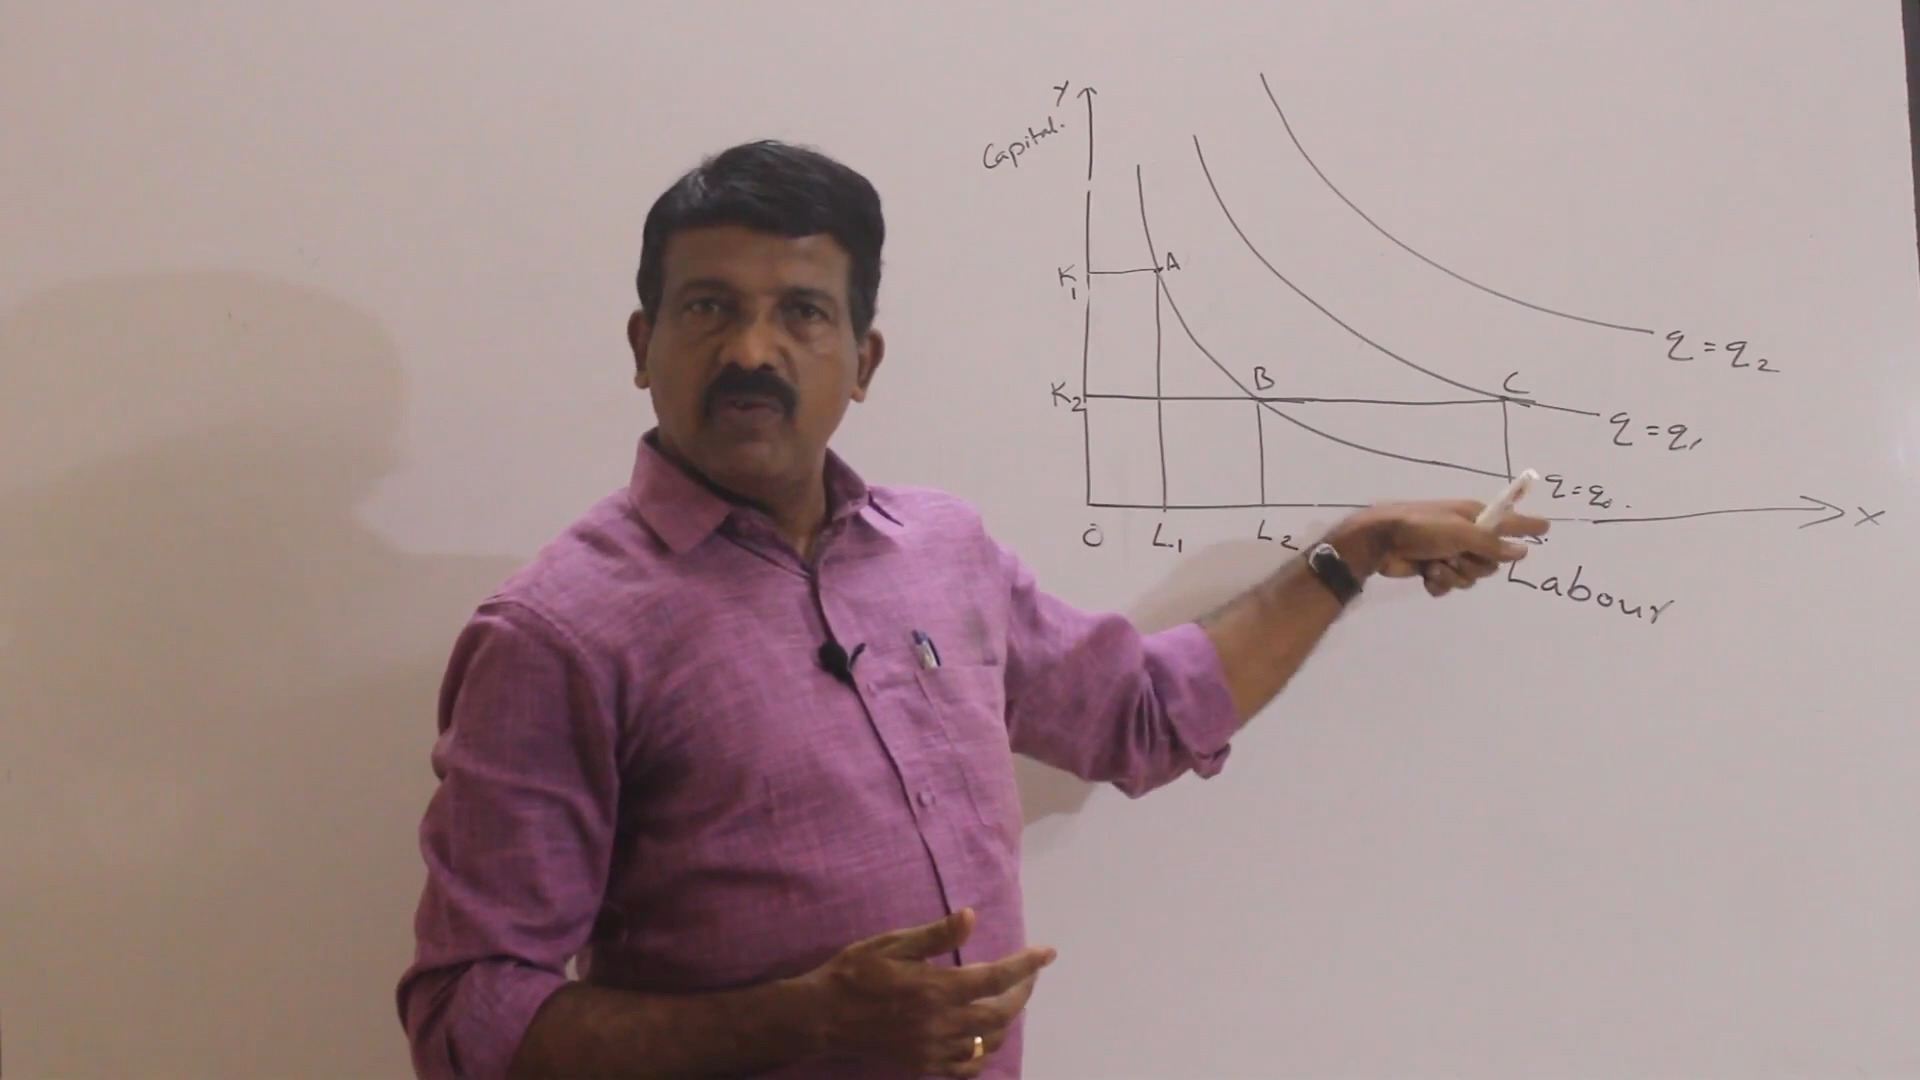 Y
Capital.
K1
A
K2
B
C
q = q2
q = q1
q = q0.
O
L1
L2
X
Labour